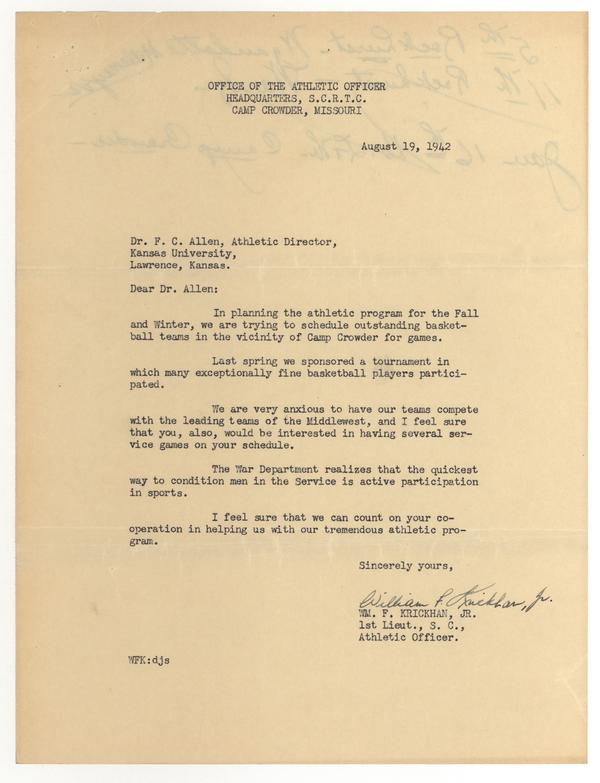 OFFICE OF THE ATHLETIC OFFICER
HEADQUARTERS, S.C.R.T.C.
CAMP CROWDER, MISSOURI
August 19, 1942
Dr. F. C. Allen, Athletic Director,
Kansas University,
Lawrence, Kansas.
Dear Dr. Allen:
In planning the athletic program for the Fall
and Winter, we are trying to schedule outstanding basket-
ball teams in the vicinity of Camp Crowder for games.
Last spring we sponsored a tournament in
which many exceptionally fine basketball players partici-
pated.
We are very anxious to have our teams compete
with the leading teams of the Middlewest, and I feel sure
that you, also, would be interested in having several ser-
vice games on your schedule.
The War Department realizes that the quickest
way to condition men in the Service is active participation
in sports.
I feel sure that we can count on your co-
operation in helping us with our tremendous athletic pro-
gram.
Sincerely yours,
William F. Krickhan, Jr.
WM. F. KRICKHAN, JR.
1st Lieut., S. C.,
Athletic Officer.
WFK:djs